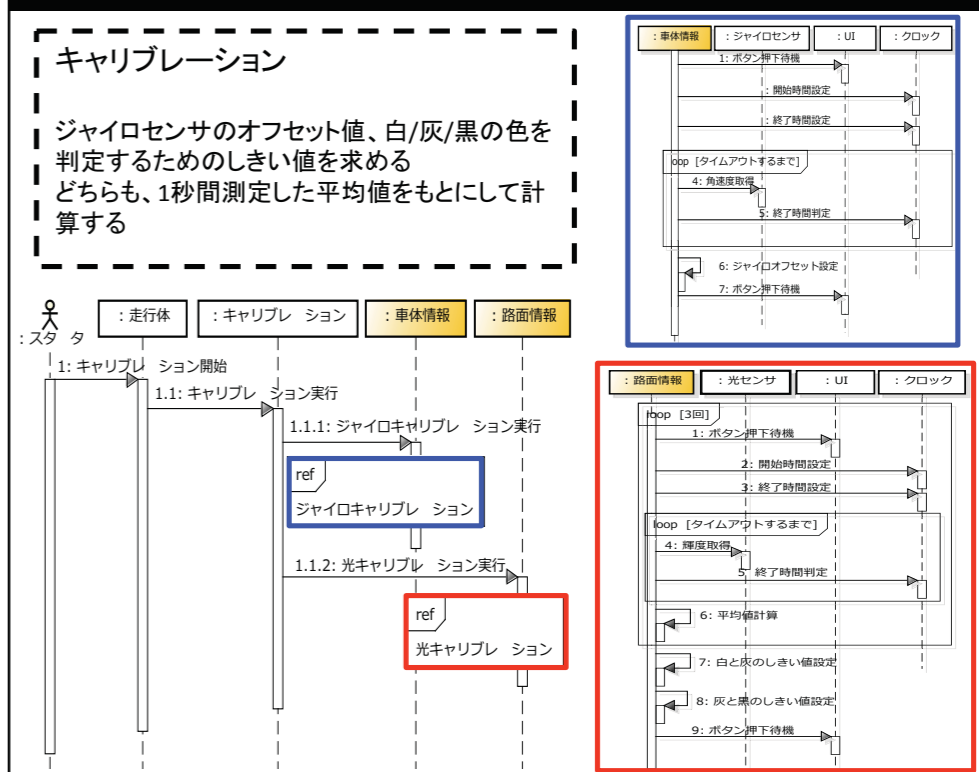 キャリブレーション
ジャイロセンサのオフセット値、白/灰/黒の色を
判定するためのしきい値を求める
どちらも、1秒間測定した平均値をもとにして計
算する
: スタ タ
: 走行体
: キャリブレ ション
: 車体情報
: 路面情報
1: キャリブレ ション開始
1.1: キャリブレ ション実行
1.1.1: ジャイロキャリブレ ション実行
ref
ジャイロキャリブレ ション
1.1.2: 光キャリブレ ション実行
ref
光キャリブレ ション
: 車体情報
: ジャイロセンサ
: UI
: クロック
1: ボタン押下待機
: 開始時間設定
: 終了時間設定
loop [タイムアウトするまで]
4: 角速度取得
5: 終了時間判定
6: ジャイロオフセット設定
7: ボタン押下待機
: 路面情報
: 光センサ
: UI
: クロック
loop [3回]
1: ボタン押下待機
2: 開始時間設定
3: 終了時間設定
loop [タイムアウトするまで]
4: 輝度取得
5 終了時間判定
6: 平均値計算
7: 白と灰のしきい値設定
8: 灰と黒のしきい値設定
9: ボタン押下待機